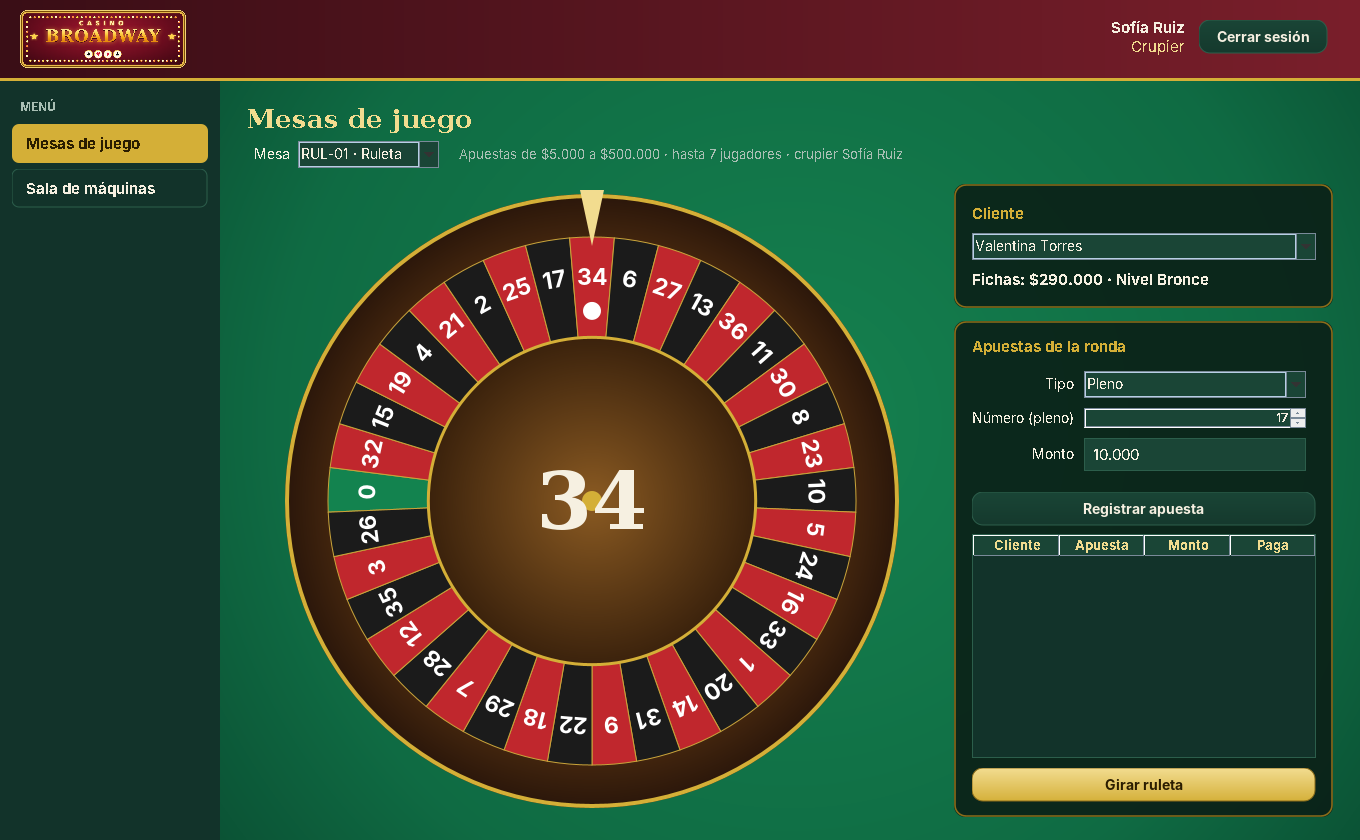 CASINO
BROADWAY
Sofía Ruiz
Crupier
Cerrar sesión
MENÚ
Mesas de juego
Sala de máquinas
Mesas de juego
Mesa RUL-01 · Ruleta Apuestas de $5.000 a $500.000 · hasta 7 jugadores · crupier Sofía Ruiz
34 6 27 13 36 11 30 8 23 10 5 24 16 33 1 20 14 31 9 22 18 29 7 28 12 35 3 26 0 32 15 19 4 21 2 25 17
34
Cliente
Valentina Torres
Fichas: $290.000 · Nivel Bronce
Apuestas de la ronda
Tipo Pleno
Número (pleno) 17
Monto 10.000
Registrar apuesta
Cliente Apuesta Monto Paga
Girar ruleta